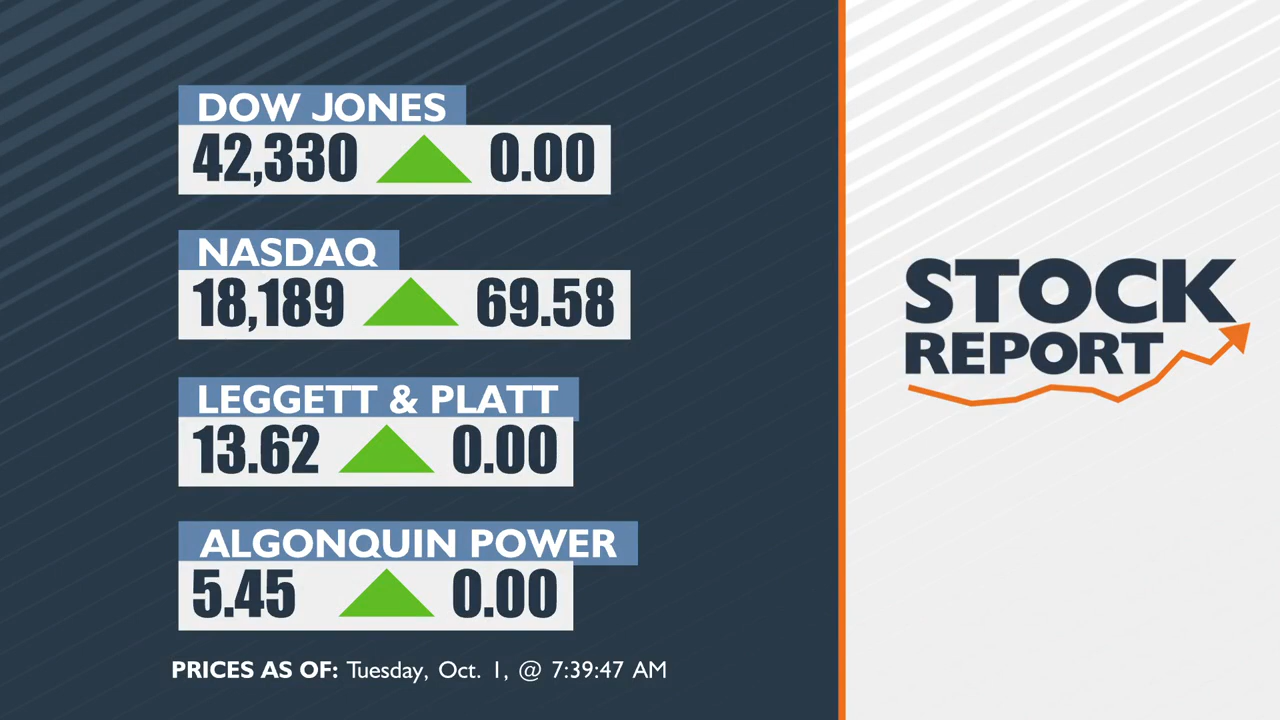 DOW JONES
42,330 0.00
NASDAQ
18,189 69.58
LEGGETT & PLATT
13.62 0.00
ALGONQUIN POWER
5.45 0.00
PRICES AS OF: Tuesday, Oct. 1, @ 7:39:47 AM
STOCK
REPORT